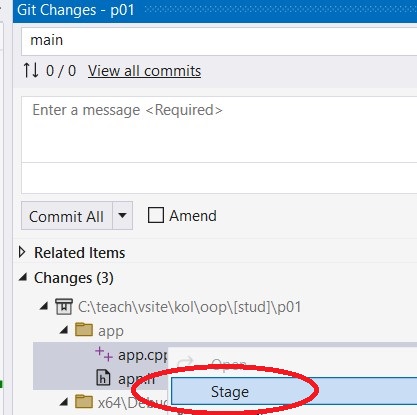 Git Changes - p01
main
0 / 0 View all commits
Enter a message <Required>
Commit All Amend
Related Items
Changes (3)
C:\teach\vsite\kol\oop\[stud]\p01
app
app.cpp
Open
app.h
Stage
x64\Debug